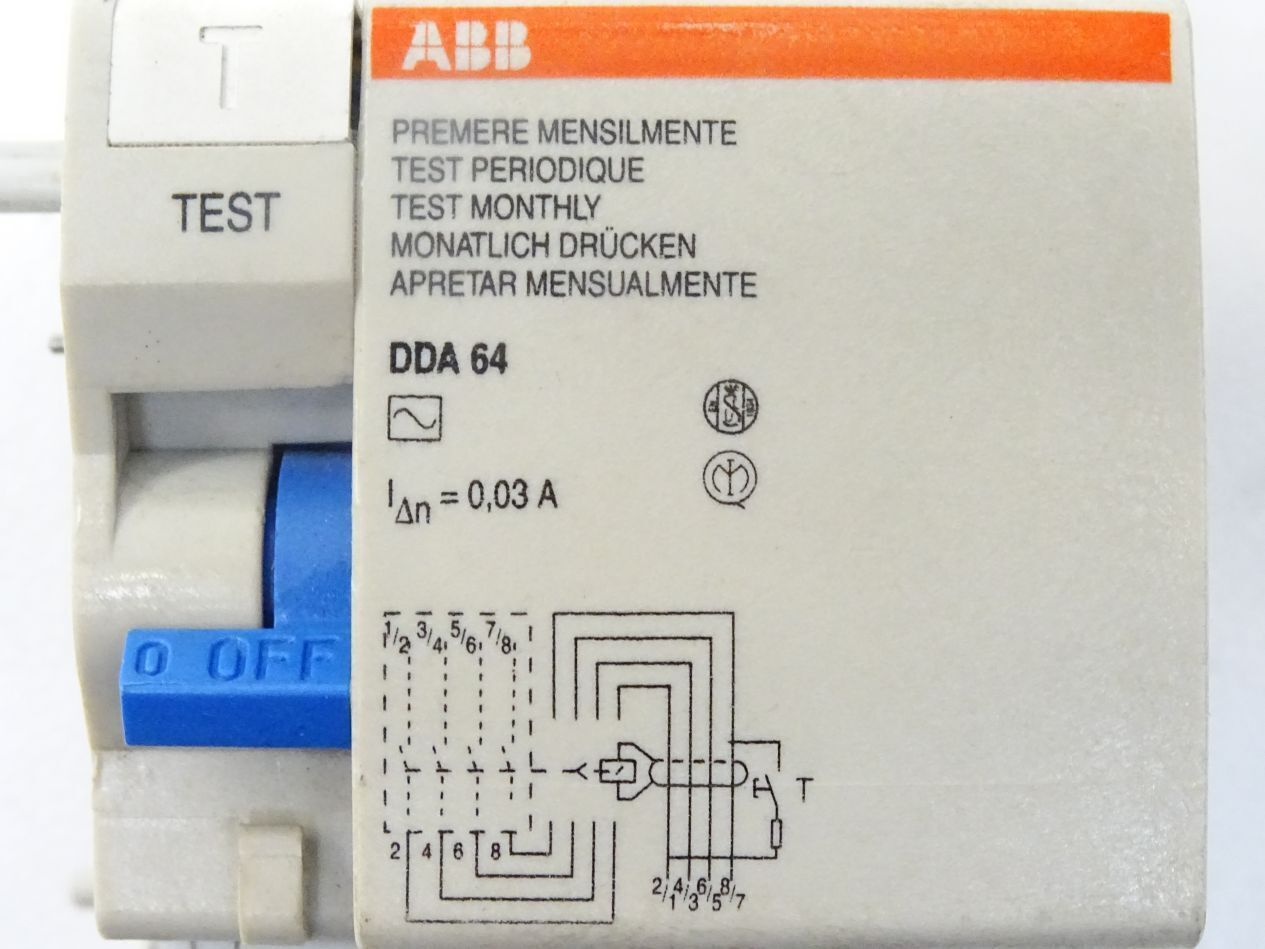 T
TEST
ABB
PREMERE MENSILMENTE
TEST PERIODIQUE
TEST MONTHLY
MONATLICH DRÜCKEN
APRETAR MENSUALMENTE
DDA 64
IΔn = 0,03 A
0 OFF
1/2 3/4 5/6 7/8
T
2 4 6 8
2/1 4/3 6/5 8/7